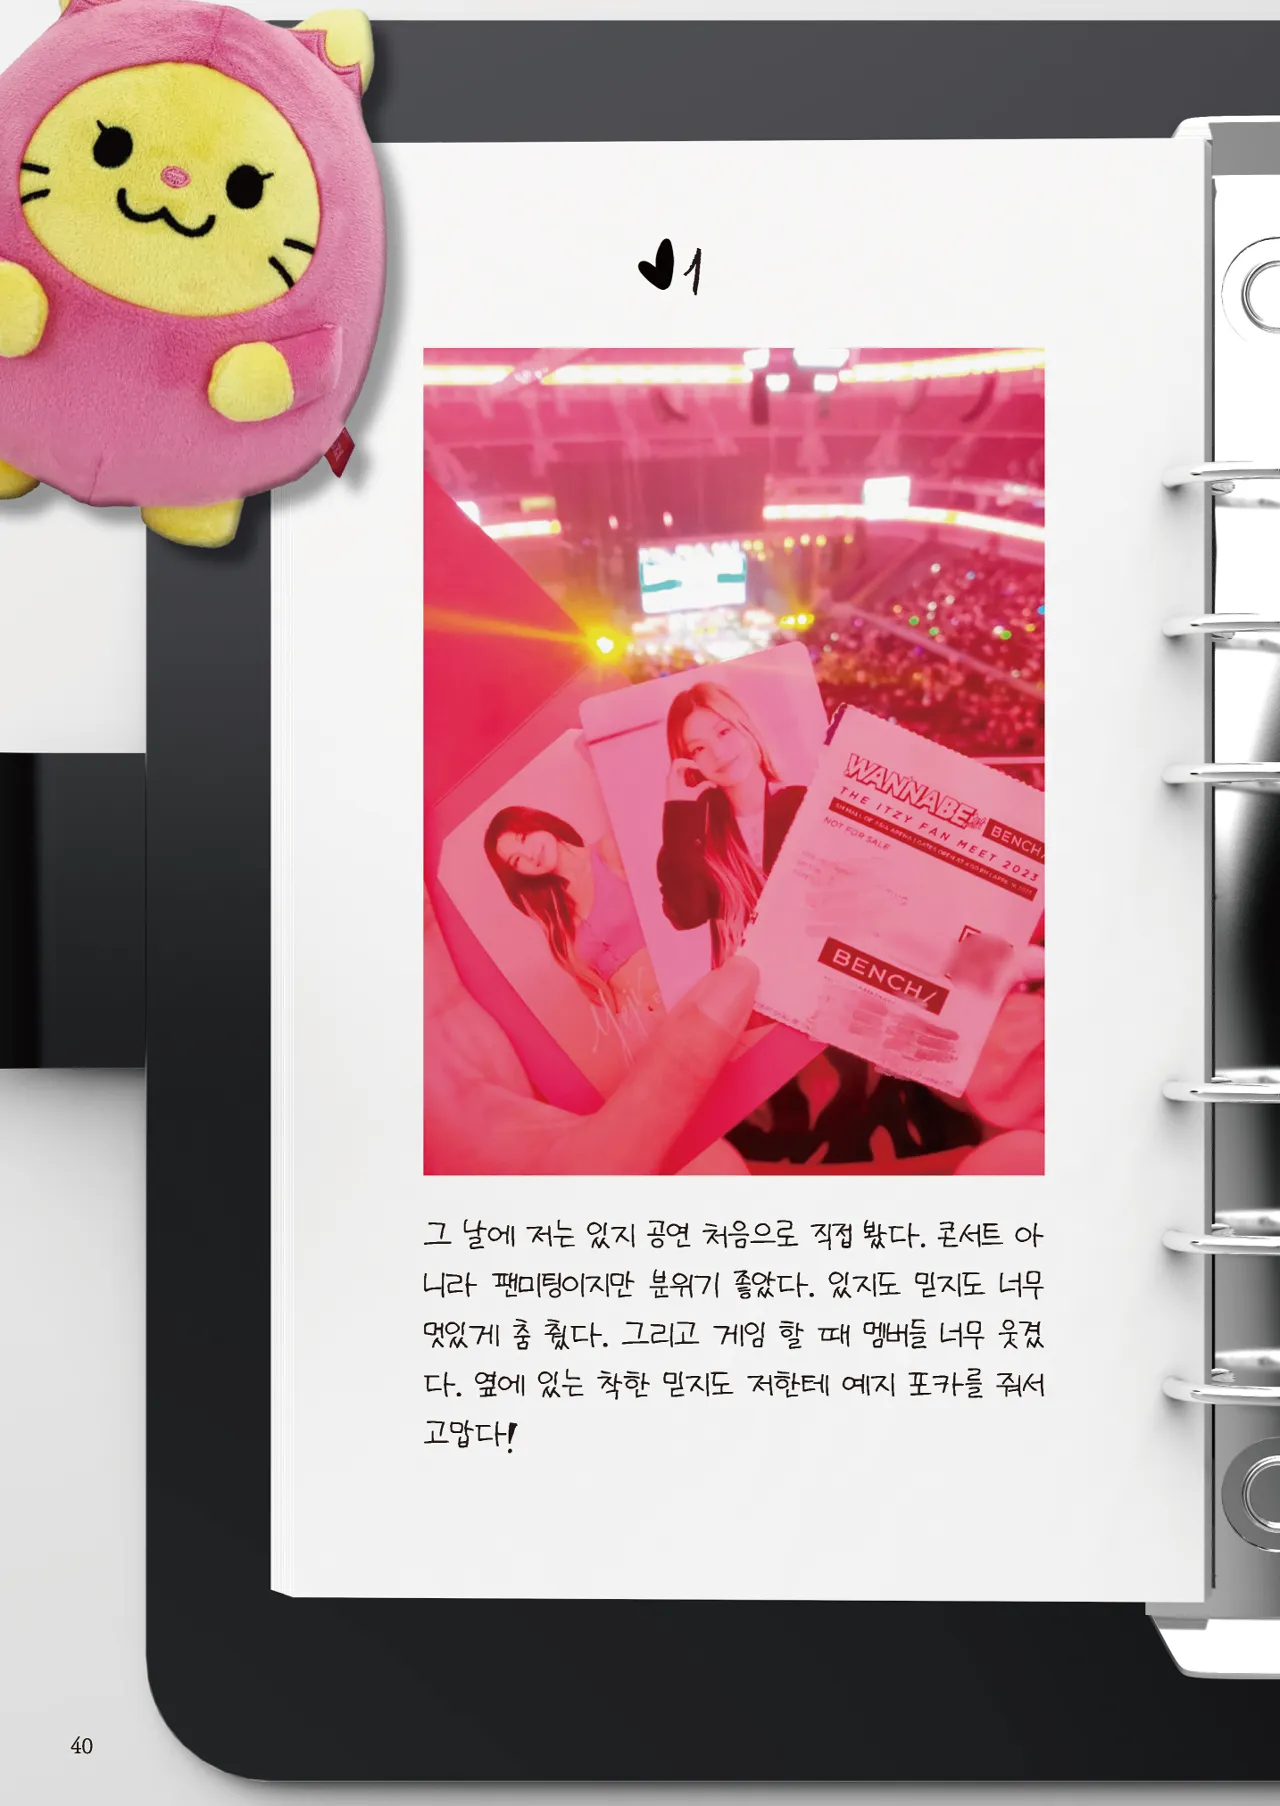 1
WANNABE
BENCH/
THE ITZY FAN MEET 2023
NOT FOR SALE
BENCH/
그 날에 저는 있지 공연 처음으로 직접 봤다. 콘서트 아
니라 팬미팅이지만 분위기 좋았다. 있지도 믿지도 너무
멋있게 춤 췄다. 그리고 게임 할 때 멤버들 너무 웃겼
다. 옆에 있는 착한 믿지도 저한테 예지 포카를 줘서
고맙다!
40